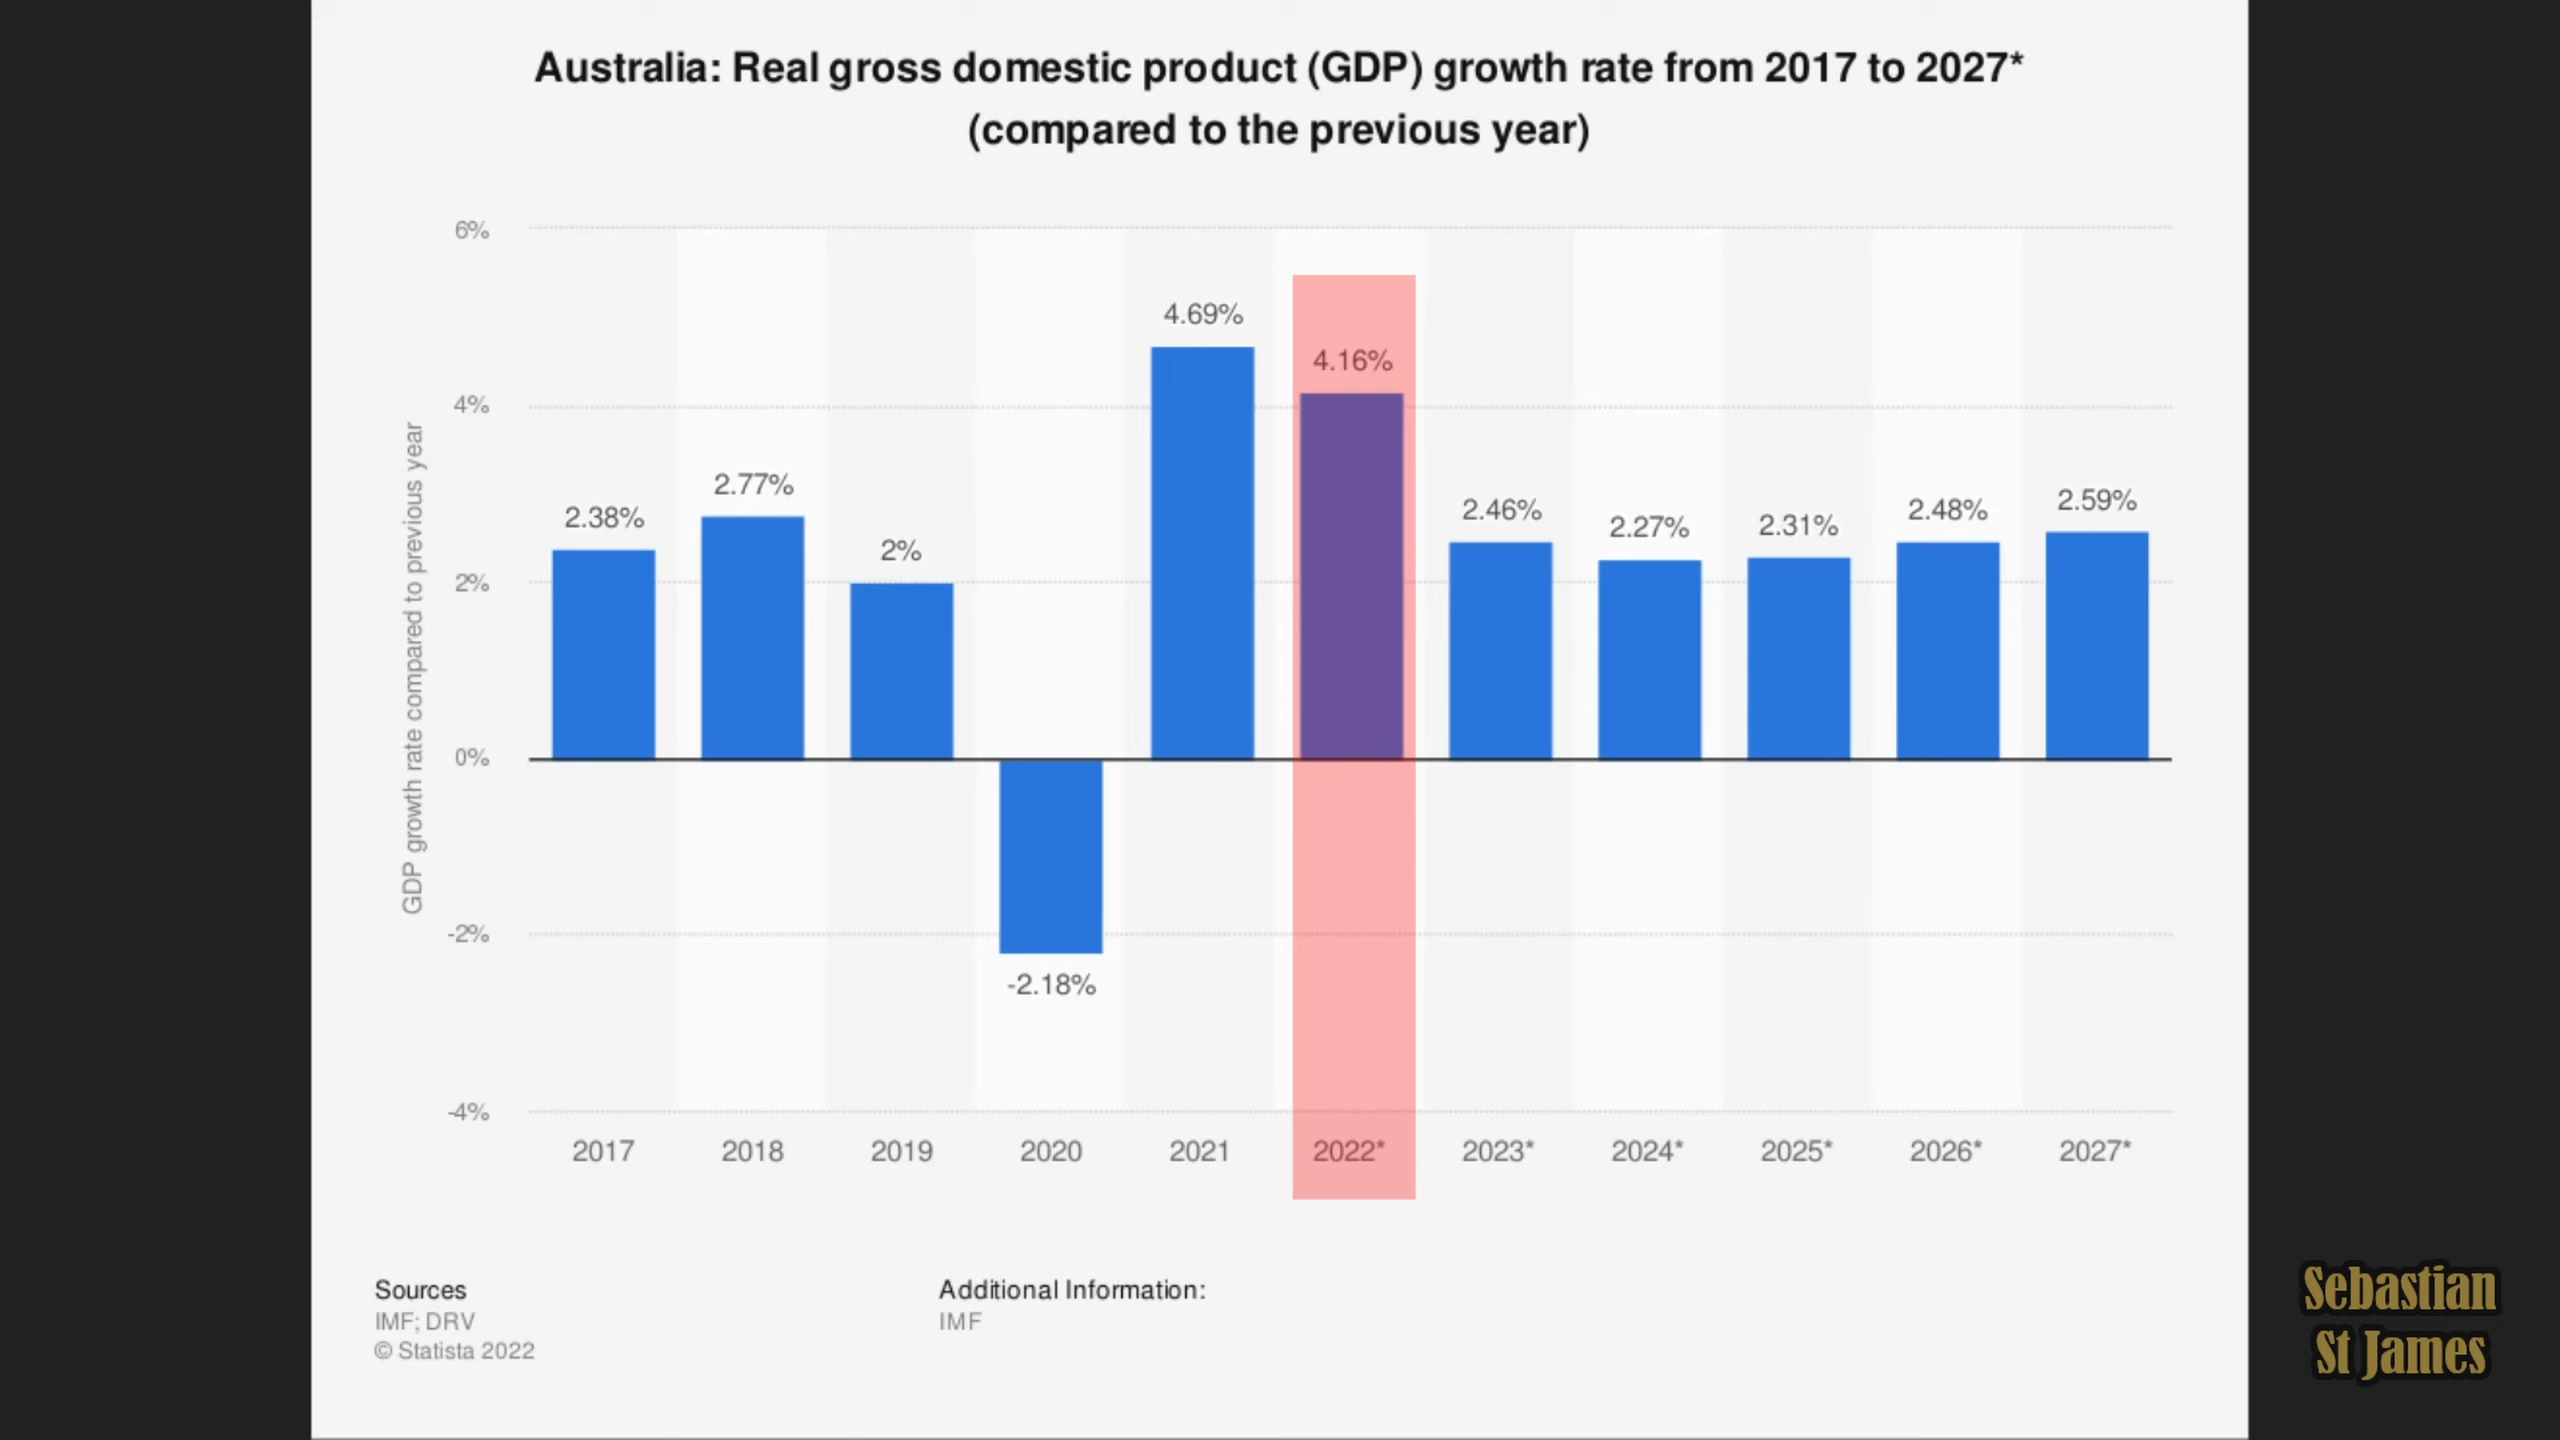 Australia: Real gross domestic product (GDP) growth rate from 2017 to 2027*
(compared to the previous year)
GDP growth rate compared to previous year
6%
4%
2%
0%
-2%
-4%
2.38%
2.77%
2%
-2.18%
4.69%
4.16%
2.46%
2.27%
2.31%
2.48%
2.59%
2017
2018
2019
2020
2021
2022*
2023*
2024*
2025*
2026*
2027*
Sources
IMF; DRV
© Statista 2022
Additional Information:
IMF
Sebastian
St James